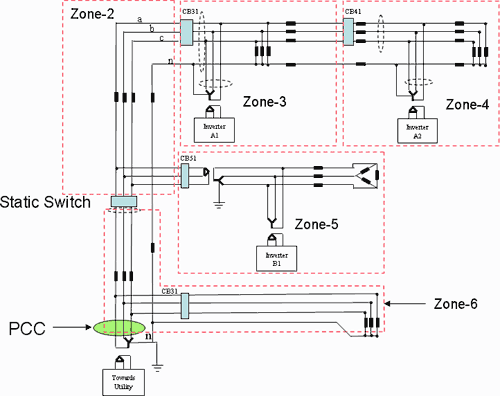 Zone-2
a
b
c
n
CB31
CB41
Inverter
A1
Zone-3
Inverter
A2
Zone-4
CB51
Static Switch
Zone-5
Inverter
B1
CB31
Zone-6
PCC
n
Towards
Utility